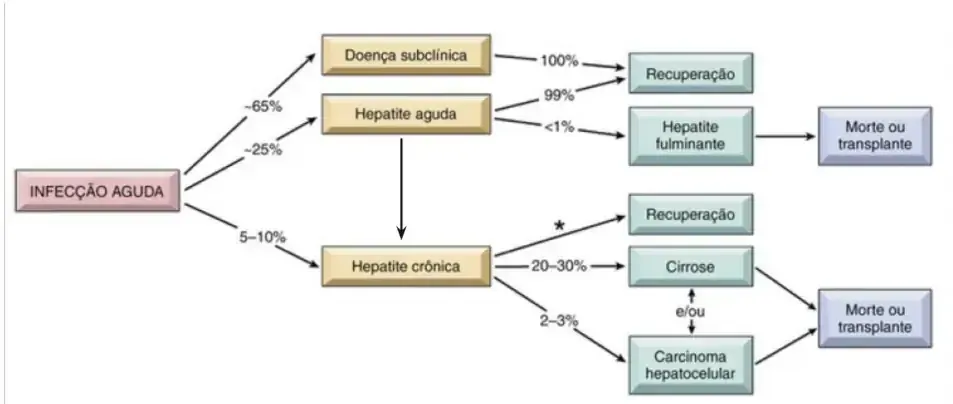 Doença subclínica
100%
Recuperação
~65%
99%
Hepatite aguda
<1%
Hepatite
fulminante
Morte ou
transplante
~25%
INFECÇÃO AGUDA
5–10%
*
Recuperação
Hepatite crônica
20–30%
Cirrose
e/ou
2–3%
Morte ou
transplante
Carcinoma
hepatocelular